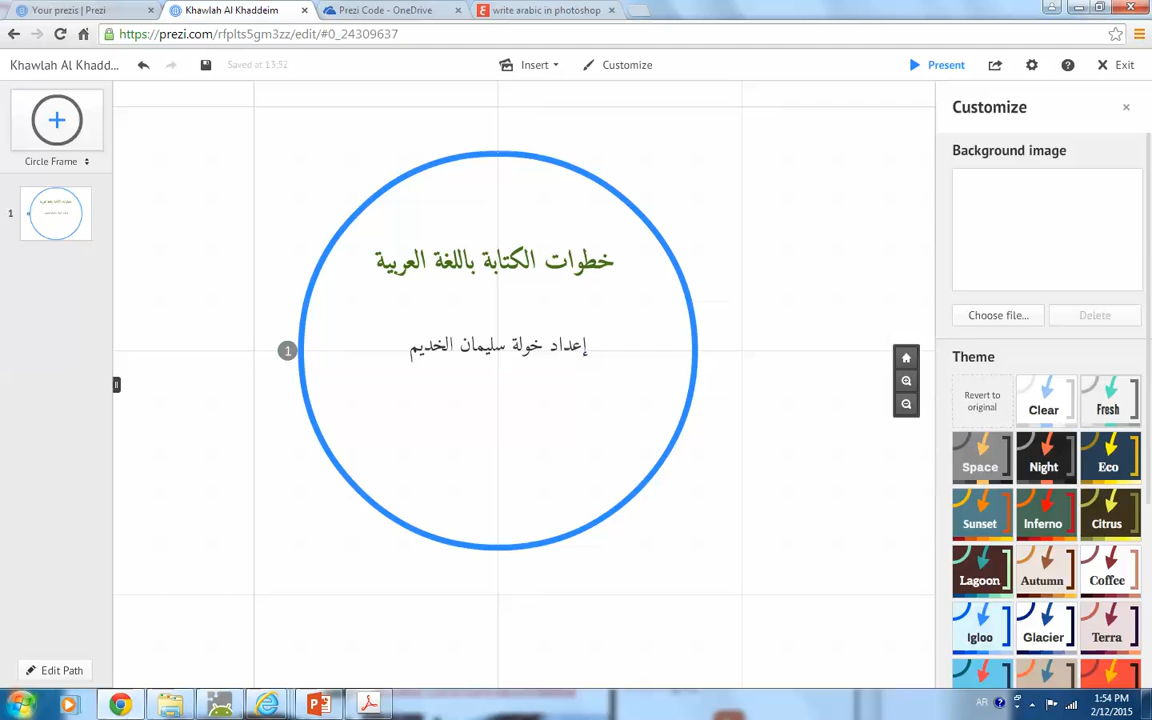 Your prezis | Prezi
Khawlah Al Khaddeim
Prezi Code - OneDrive
write arabic in photoshop
https://prezi.com/rfplts5gm3zz/edit/#0_24309637
Khawlah Al Khadd...
Saved at 13:52
Insert
Customize
Present
Exit
Circle Frame
1
خطوات الكتابة باللغة العربية
إعداد خولة سليمان الخديم
1
Edit Path
Customize
Background image
Choose file...
Delete
Theme
Revert to original
Clear
Fresh
Space
Night
Eco
Sunset
Inferno
Citrus
Lagoon
Autumn
Coffee
Igloo
Glacier
Terra
AR
1:54 PM
2/12/2015